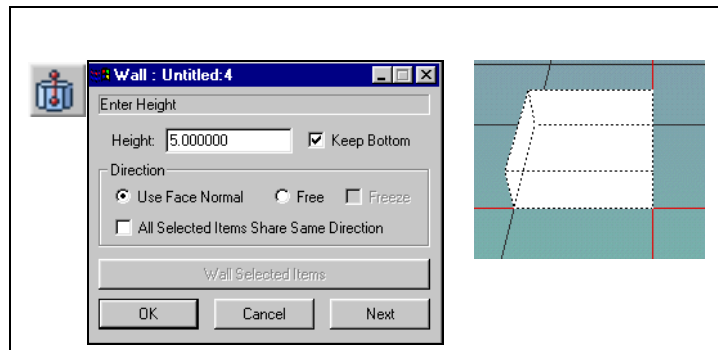 Wall : Untitled:4
Enter Height
Height: 5.000000 Keep Bottom
Direction
Use Face Normal Free Freeze
All Selected Items Share Same Direction
Wall Selected Items
OK Cancel Next